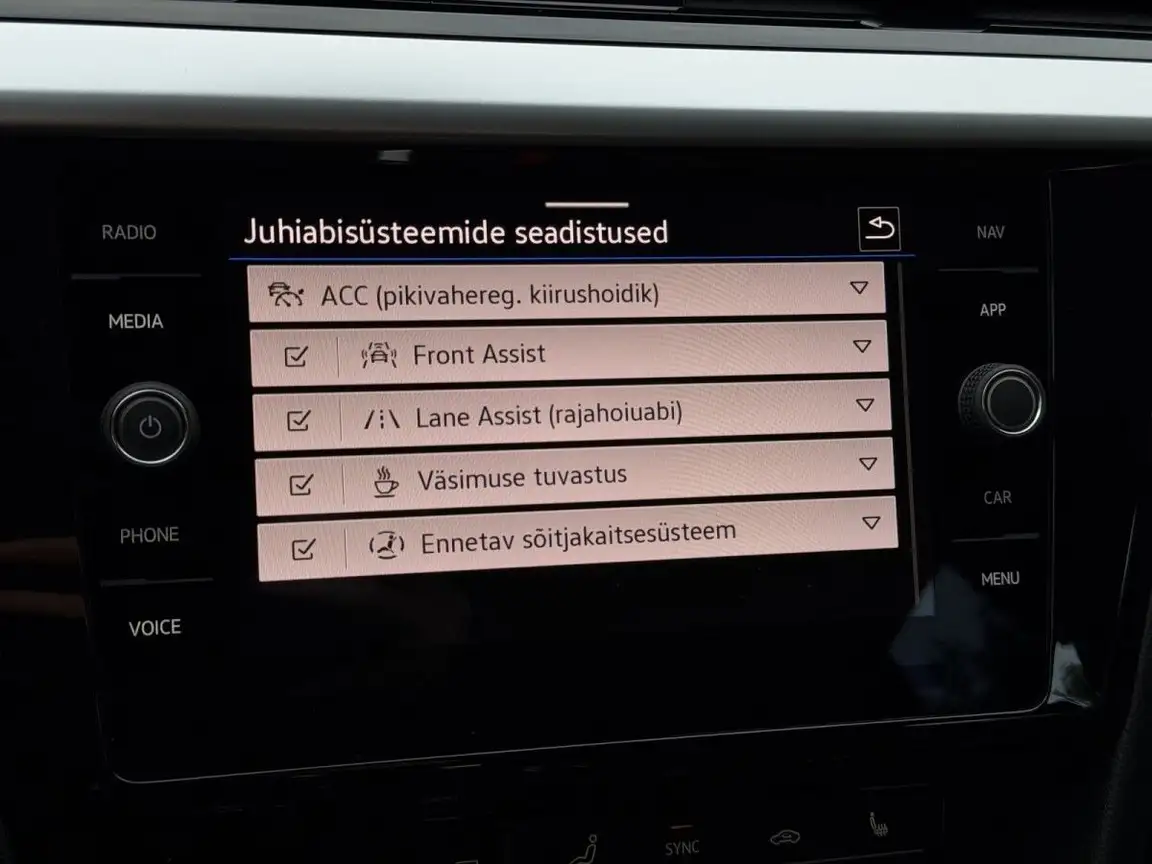 Juhiabisüsteemide seadistused
ACC (pikivahereg. kiirushoidik)
Front Assist
Lane Assist (rajahoiuabi)
Väsimuse tuvastus
Ennetav sõitjakaitsesüsteem
RADIO
MEDIA
PHONE
VOICE
NAV
APP
CAR
MENU
SYNC